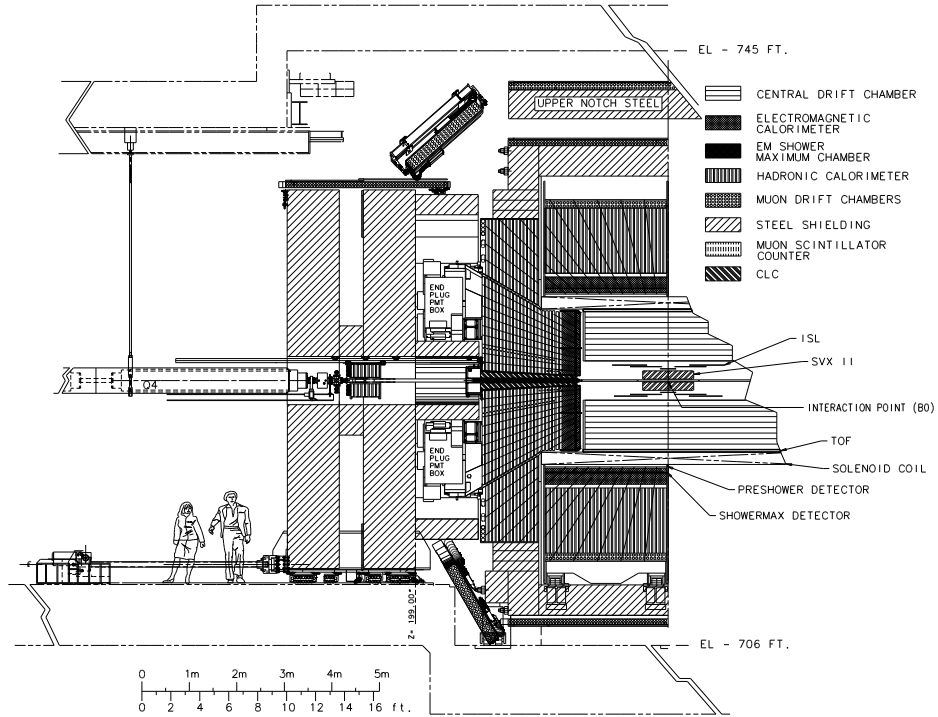 EL - 745 FT.
UPPER NOTCH STEEL
CENTRAL DRIFT CHAMBER
ELECTROMAGNETIC
CALORIMETER
EM SHOWER
MAXIMUM CHAMBER
HADRONIC CALORIMETER
MUON DRIFT CHAMBERS
STEEL SHIELDING
MUON SCINTILLATOR
COUNTER
CLC
END
PLUG
PMT
BOX
ISL
SVX II
Q4
INTERACTION POINT (B0)
TOF
END
PLUG
PMT
BOX
SOLENOID COIL
PRESHOWER DETECTOR
SHOWERMAX DETECTOR
Z= 199.00"
EL - 706 FT.
0 1m 2m 3m 4m 5m
0 2 4 6 8 10 12 14 16 ft.